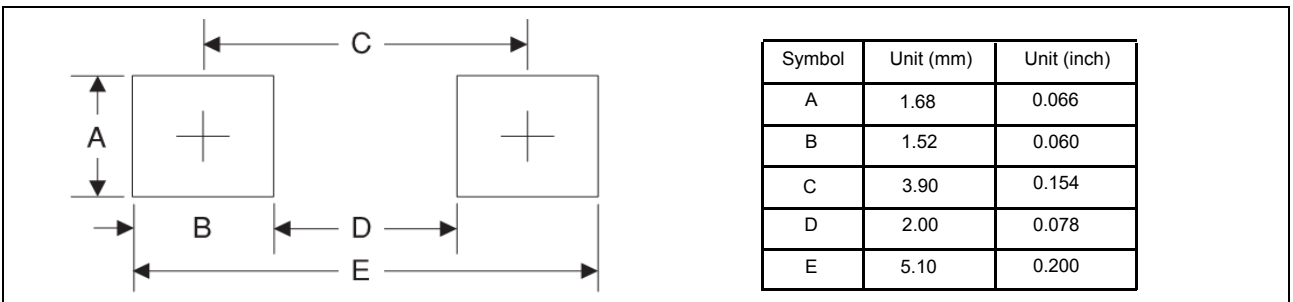 C
A
B
D
E
Symbol Unit (mm) Unit (inch)
A 1.68 0.066
B 1.52 0.060
C 3.90 0.154
D 2.00 0.078
E 5.10 0.200